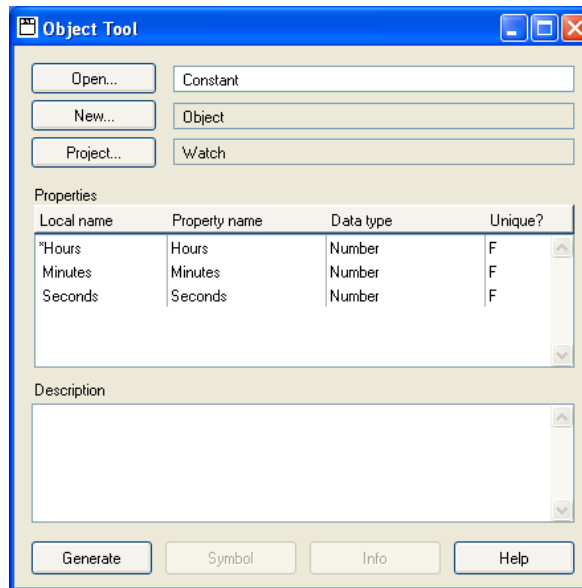 Object Tool
Open... Constant
New... Object
Project... Watch
Properties
Local name Property name Data type Unique?
*Hours Hours Number F
Minutes Minutes Number F
Seconds Seconds Number F
Description
Generate Symbol Info Help